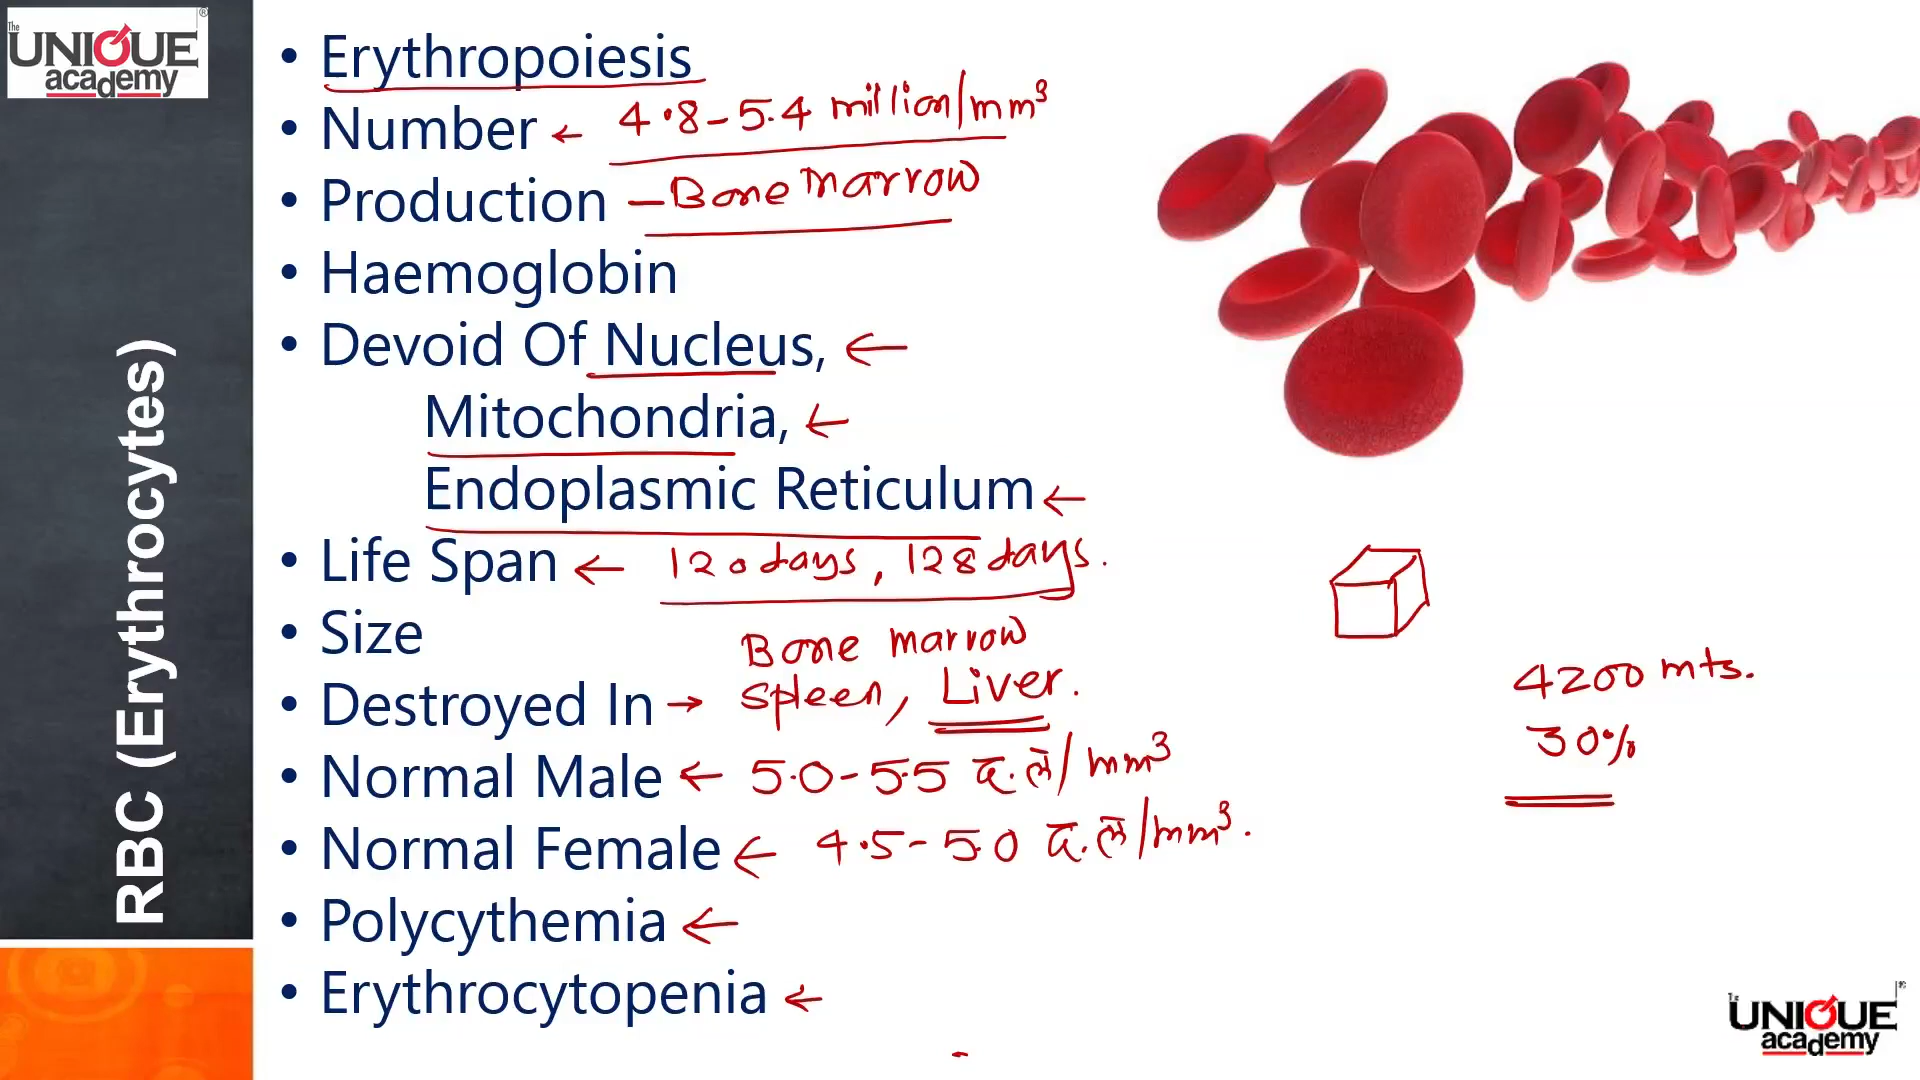 The
UNIQUE®
academy
RBC (Erythrocytes)
• Erythropoiesis
• Number ← 4.8-5.4 million/mm³
• Production – Bone marrow
• Haemoglobin
• Devoid Of Nucleus, ←
Mitochondria, ←
Endoplasmic Reticulum ←
• Life Span ← 120 days, 128 days.
• Size
Bone marrow
• Destroyed In → Spleen, Liver.
• Normal Male ← 5.0-5.5 द.ल/mm³
• Normal Female ← 4.5-5.0 द.ल/mm³.
• Polycythemia ←
• Erythrocytopenia ←
4200 mts.
30%
The
UNIQUE®
academy